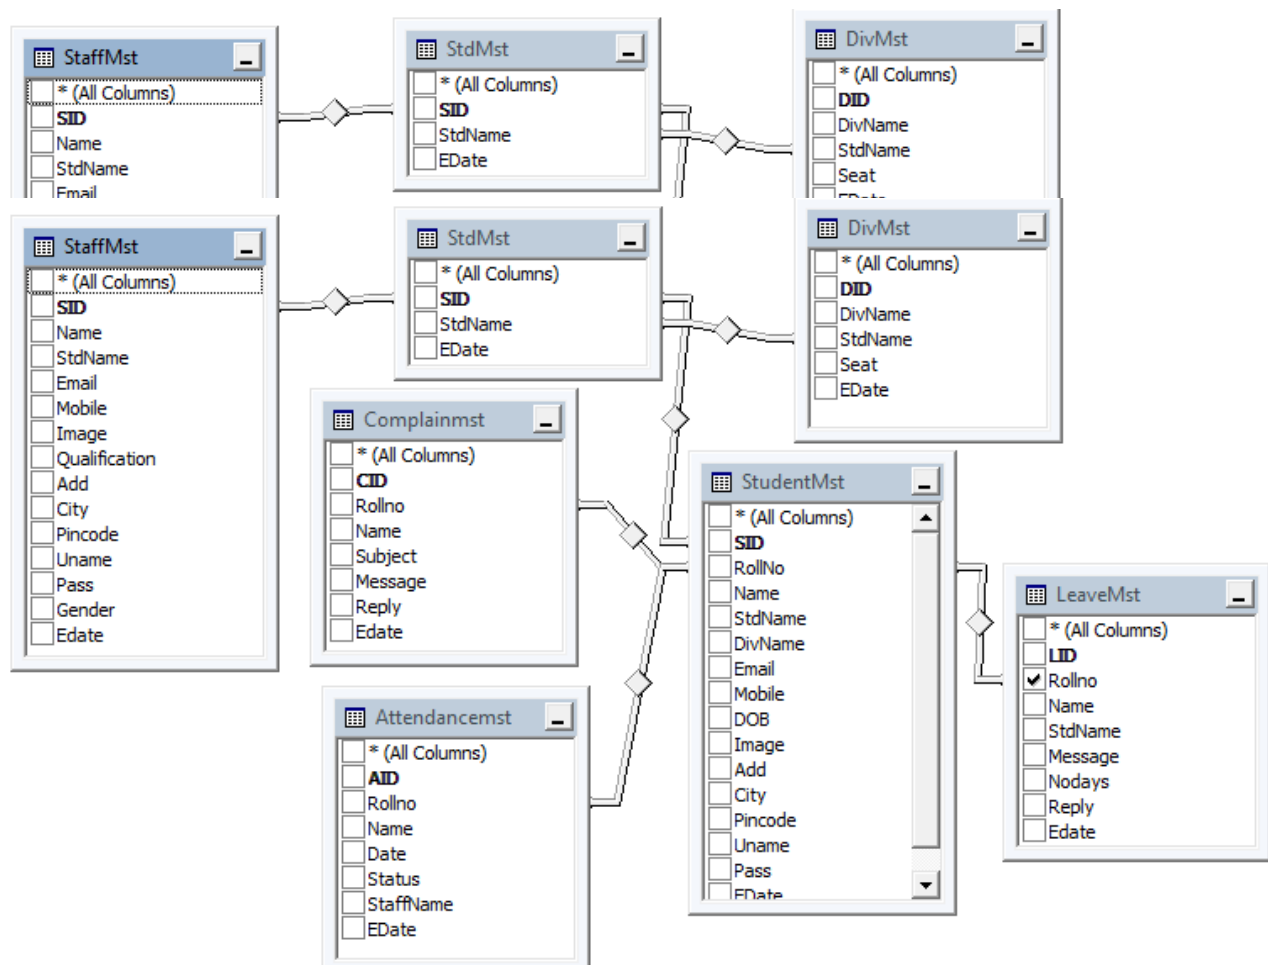 StaffMst
* (All Columns)
SID
Name
StdName
Email
StdMst
* (All Columns)
SID
StdName
EDate
DivMst
* (All Columns)
DID
DivName
StdName
Seat
EDate
StaffMst
* (All Columns)
SID
Name
StdName
Email
Mobile
Image
Qualification
Add
City
Pincode
Uname
Pass
Gender
Edate
StdMst
* (All Columns)
SID
StdName
EDate
DivMst
* (All Columns)
DID
DivName
StdName
Seat
EDate
Complainmst
* (All Columns)
CID
Rollno
Name
Subject
Message
Reply
Edate
StudentMst
* (All Columns)
SID
RollNo
Name
StdName
DivName
Email
Mobile
DOB
Image
Add
City
Pincode
Uname
Pass
EDate
LeaveMst
* (All Columns)
LID
Rollno
Name
StdName
Message
Nodays
Reply
Edate
Attendancemst
* (All Columns)
AID
Rollno
Name
Date
Status
StaffName
EDate